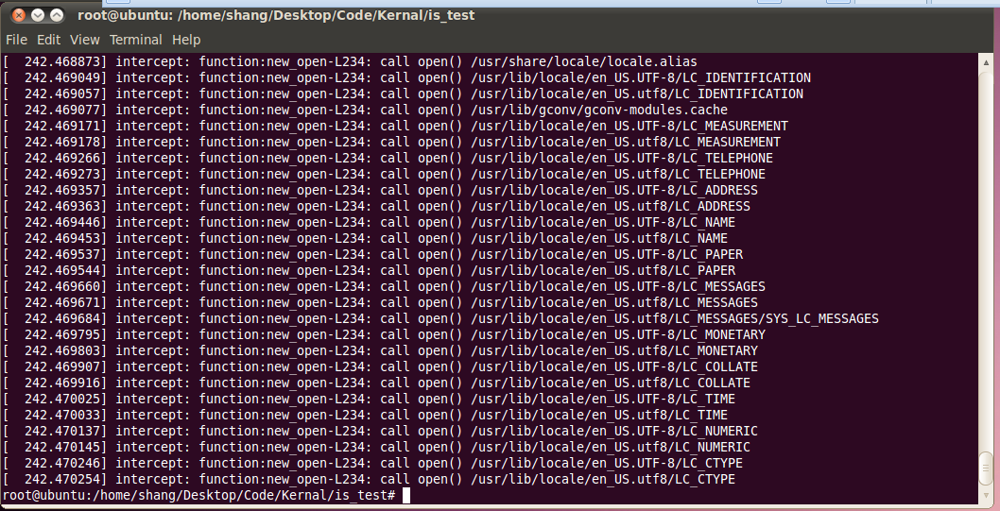 root@ubuntu: /home/shang/Desktop/Code/Kernal/is_test
File Edit View Terminal Help
[  242.468873] intercept: function:new_open-L234: call open() /usr/share/locale/locale.alias
[  242.469049] intercept: function:new_open-L234: call open() /usr/lib/locale/en_US.UTF-8/LC_IDENTIFICATION
[  242.469057] intercept: function:new_open-L234: call open() /usr/lib/locale/en_US.utf8/LC_IDENTIFICATION
[  242.469077] intercept: function:new_open-L234: call open() /usr/lib/gconv/gconv-modules.cache
[  242.469171] intercept: function:new_open-L234: call open() /usr/lib/locale/en_US.UTF-8/LC_MEASUREMENT
[  242.469178] intercept: function:new_open-L234: call open() /usr/lib/locale/en_US.utf8/LC_MEASUREMENT
[  242.469266] intercept: function:new_open-L234: call open() /usr/lib/locale/en_US.UTF-8/LC_TELEPHONE
[  242.469273] intercept: function:new_open-L234: call open() /usr/lib/locale/en_US.utf8/LC_TELEPHONE
[  242.469357] intercept: function:new_open-L234: call open() /usr/lib/locale/en_US.UTF-8/LC_ADDRESS
[  242.469363] intercept: function:new_open-L234: call open() /usr/lib/locale/en_US.utf8/LC_ADDRESS
[  242.469446] intercept: function:new_open-L234: call open() /usr/lib/locale/en_US.UTF-8/LC_NAME
[  242.469453] intercept: function:new_open-L234: call open() /usr/lib/locale/en_US.utf8/LC_NAME
[  242.469537] intercept: function:new_open-L234: call open() /usr/lib/locale/en_US.UTF-8/LC_PAPER
[  242.469544] intercept: function:new_open-L234: call open() /usr/lib/locale/en_US.utf8/LC_PAPER
[  242.469660] intercept: function:new_open-L234: call open() /usr/lib/locale/en_US.UTF-8/LC_MESSAGES
[  242.469671] intercept: function:new_open-L234: call open() /usr/lib/locale/en_US.utf8/LC_MESSAGES
[  242.469684] intercept: function:new_open-L234: call open() /usr/lib/locale/en_US.utf8/LC_MESSAGES/SYS_LC_MESSAGES
[  242.469795] intercept: function:new_open-L234: call open() /usr/lib/locale/en_US.UTF-8/LC_MONETARY
[  242.469803] intercept: function:new_open-L234: call open() /usr/lib/locale/en_US.utf8/LC_MONETARY
[  242.469907] intercept: function:new_open-L234: call open() /usr/lib/locale/en_US.UTF-8/LC_COLLATE
[  242.469916] intercept: function:new_open-L234: call open() /usr/lib/locale/en_US.utf8/LC_COLLATE
[  242.470025] intercept: function:new_open-L234: call open() /usr/lib/locale/en_US.UTF-8/LC_TIME
[  242.470033] intercept: function:new_open-L234: call open() /usr/lib/locale/en_US.utf8/LC_TIME
[  242.470137] intercept: function:new_open-L234: call open() /usr/lib/locale/en_US.UTF-8/LC_NUMERIC
[  242.470145] intercept: function:new_open-L234: call open() /usr/lib/locale/en_US.utf8/LC_NUMERIC
[  242.470246] intercept: function:new_open-L234: call open() /usr/lib/locale/en_US.UTF-8/LC_CTYPE
[  242.470254] intercept: function:new_open-L234: call open() /usr/lib/locale/en_US.utf8/LC_CTYPE
root@ubuntu:/home/shang/Desktop/Code/Kernal/is_test#